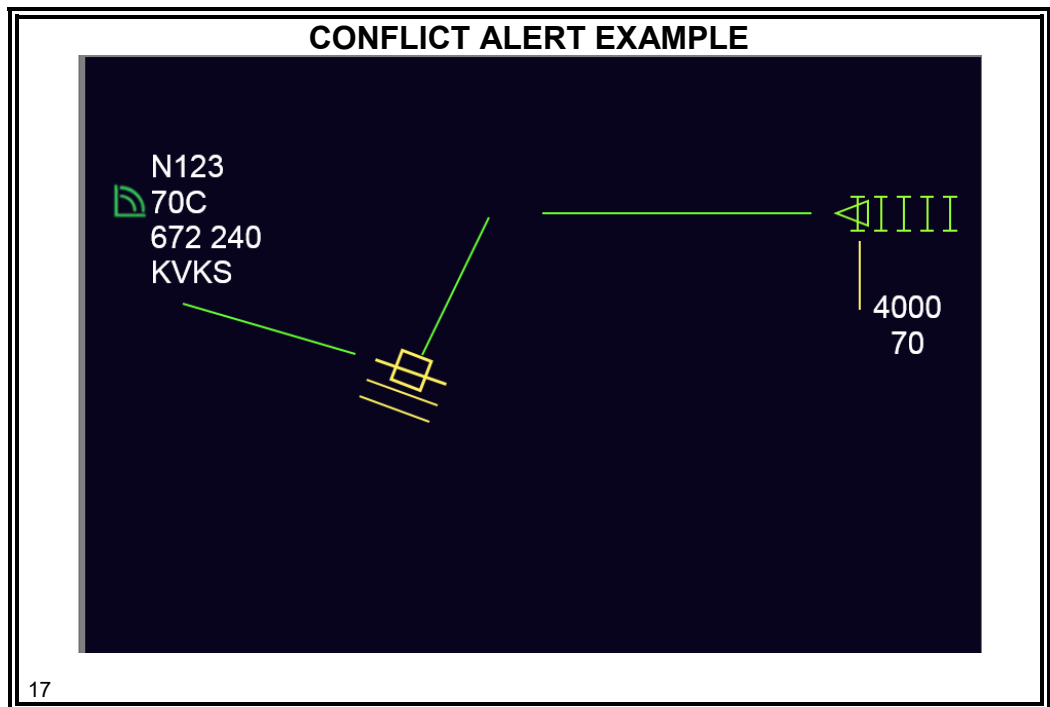 CONFLICT ALERT EXAMPLE
N123
70C
672 240
KVKS
4000
70
17